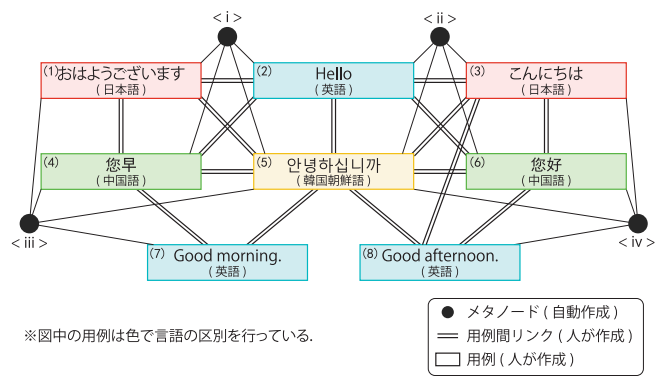 < i >
< ii >
(1)おはようございます
(日本語)
(2) Hello
(英語)
(3) こんにちは
(日本語)
(4) 您早
(中国語)
(5) 안녕하십니까
(韓国朝鮮語)
(6) 您好
(中国語)
< iii >
< iv >
(7) Good morning.
(英語)
(8) Good afternoon.
(英語)
※図中の用例は色で言語の区別を行っている.
メタノード(自動作成)
用例間リンク(人が作成)
用例(人が作成)